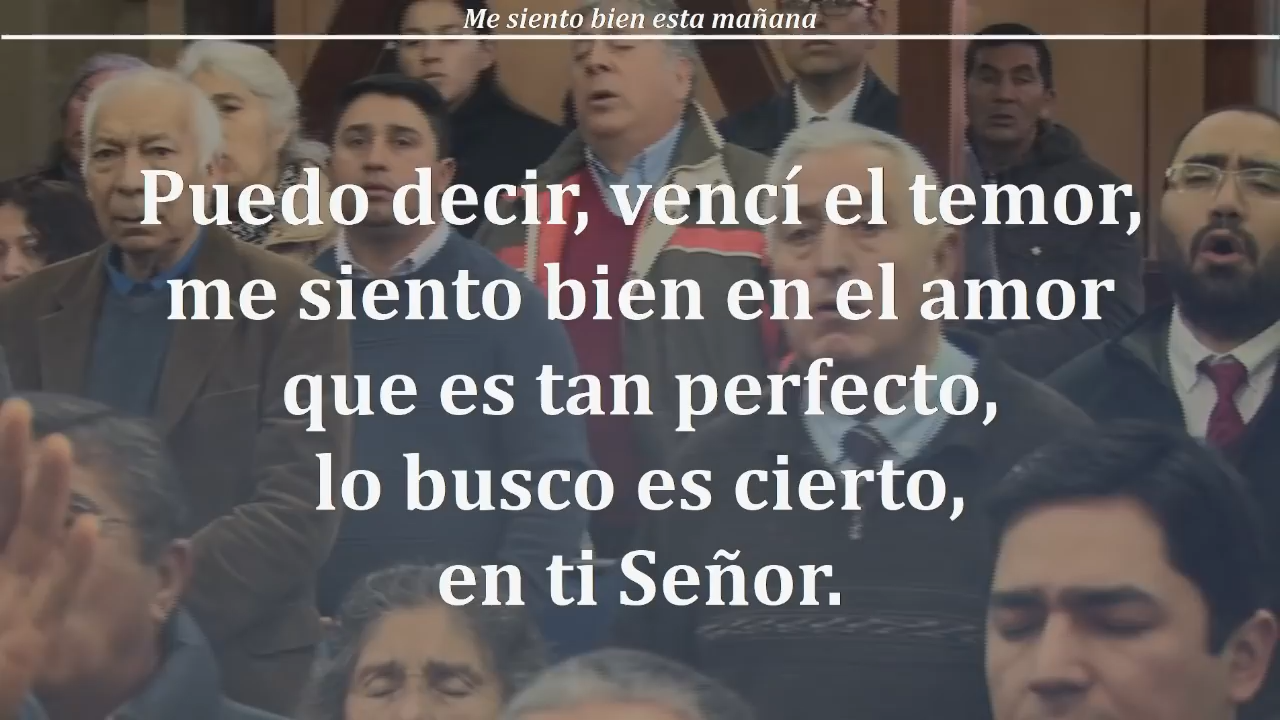 Me siento bien esta mañana
Puedo decir, vencí el temor,
me siento bien en el amor
que es tan perfecto,
lo busco es cierto,
en ti Señor.